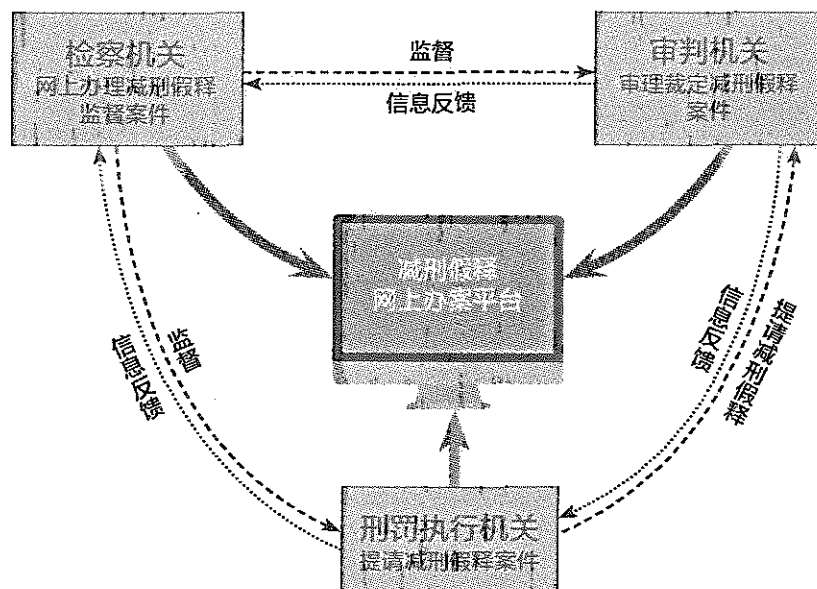 检察机关
网上办理减刑假释
监督案件
监督
信息反馈
审判机关
审理裁定减刑假释
案件
减刑假释
网上办案平台
监督
信息反馈
信息反馈
提请减刑假释
刑罚执行机关
提请减刑假释案件